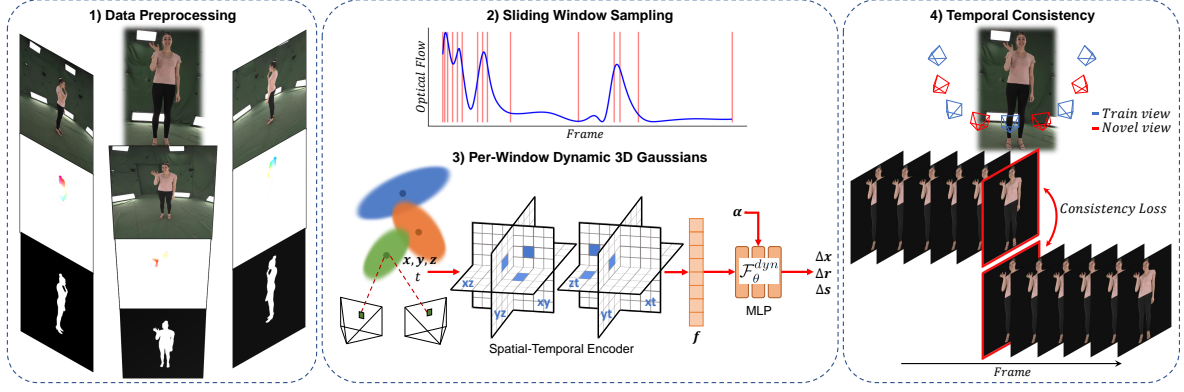 1) Data Preprocessing
2) Sliding Window Sampling
Optical Flow
Frame
3) Per-Window Dynamic 3D Gaussians
x, y, z
t
xz
yz
xy
zt
yt
xt
Spatial-Temporal Encoder
f
α
ℱ_θ^{dyn}
MLP
Δx
Δr
Δs
4) Temporal Consistency
Train view
Novel view
Consistency Loss
Frame